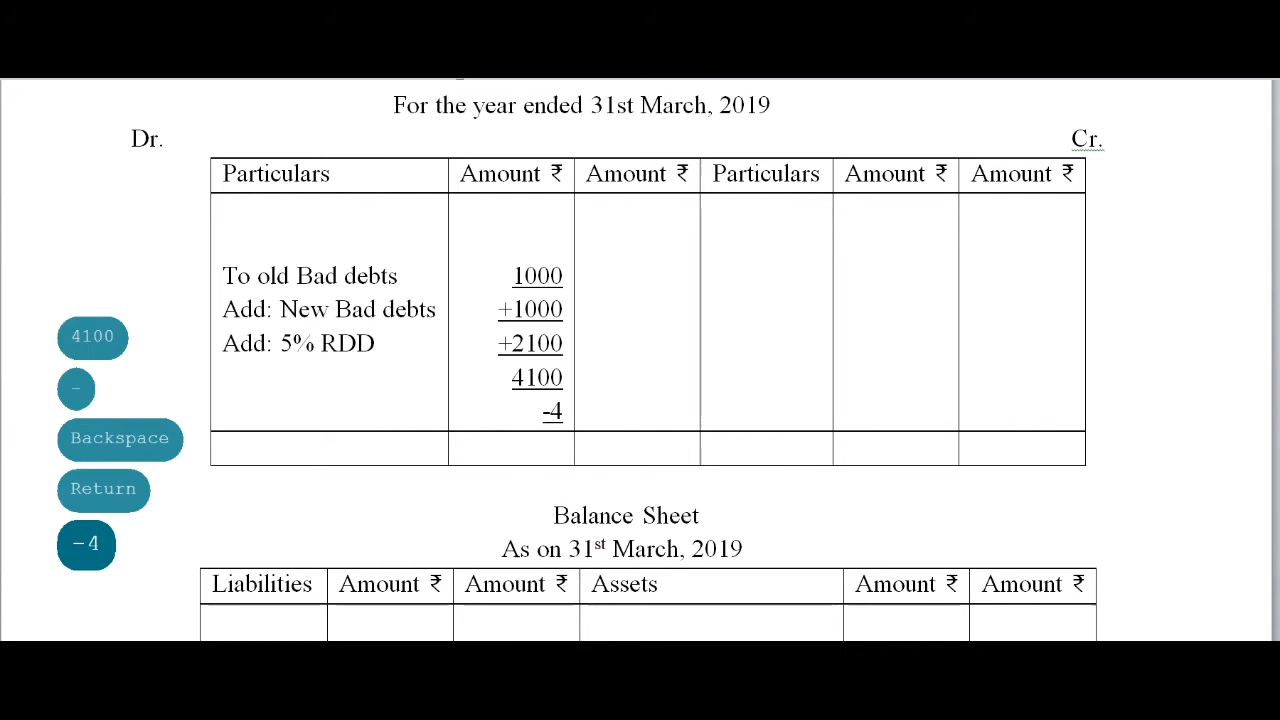 For the year ended 31st March, 2019
Dr. Cr.
Particulars Amount ₹ Amount ₹ Particulars Amount ₹ Amount ₹
To old Bad debts 1000
Add: New Bad debts +1000
Add: 5% RDD +2100
4100
-4
4100
-
Backspace
Return
-4
Balance Sheet
As on 31st March, 2019
Liabilities Amount ₹ Amount ₹ Assets Amount ₹ Amount ₹